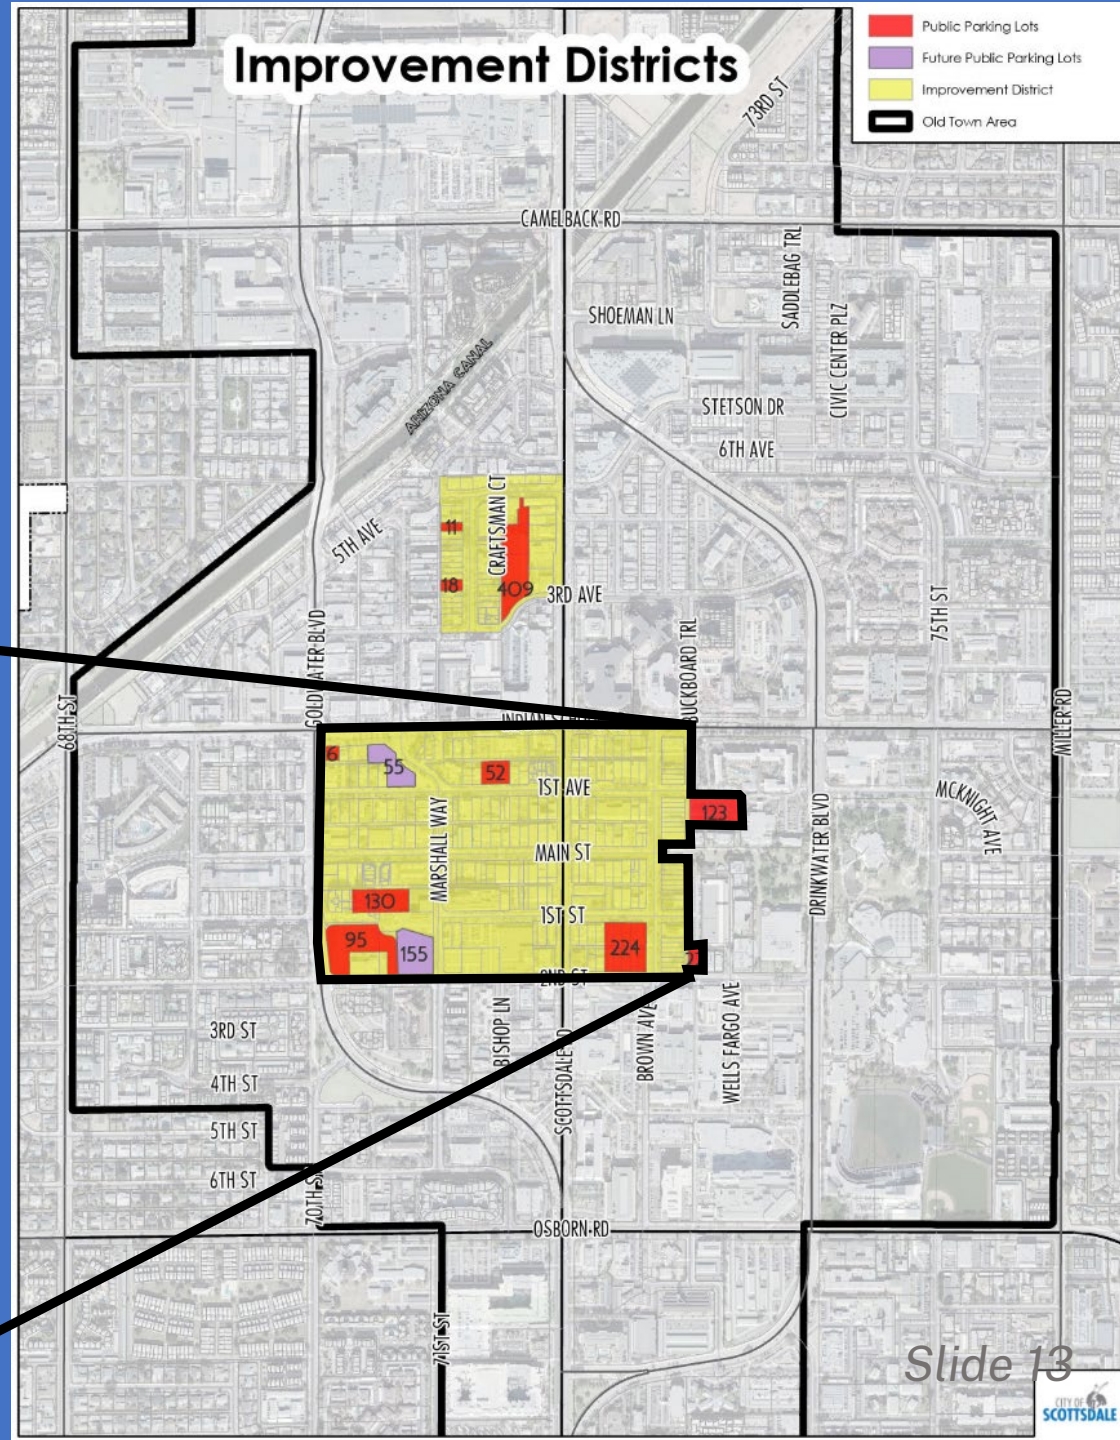 Improvement Districts
Public Parking Lots
Future Public Parking Lots
Improvement District
Old Town Area
73RD ST
CAMELBACK RD
SADDLEBAG TRL
SHOEMAN LN
CIVIC CENTER PLZ
ARIZONA CANAL
STETSON DR
6TH AVE
CRAFTSMAN CT
11
5TH AVE
18
409
3RD AVE
75TH ST
GOLDWATER BLVD
BUCKBOARD TRL
68TH ST
MILLER RD
INDIAN
6
55
52
1ST AVE
123
MCKNIGHT AVE
MARSHALL WAY
DRINKWATER BLVD
MAIN ST
130
1ST ST
95
155
224
2ND ST
3RD ST
BISHOP LN
BROWN AVE
WELLS FARGO AVE
4TH ST
SCOTTSDALE
5TH ST
6TH ST
70TH
OSBORN RD
71ST ST
Slide 13
CITY OF
SCOTTSDALE